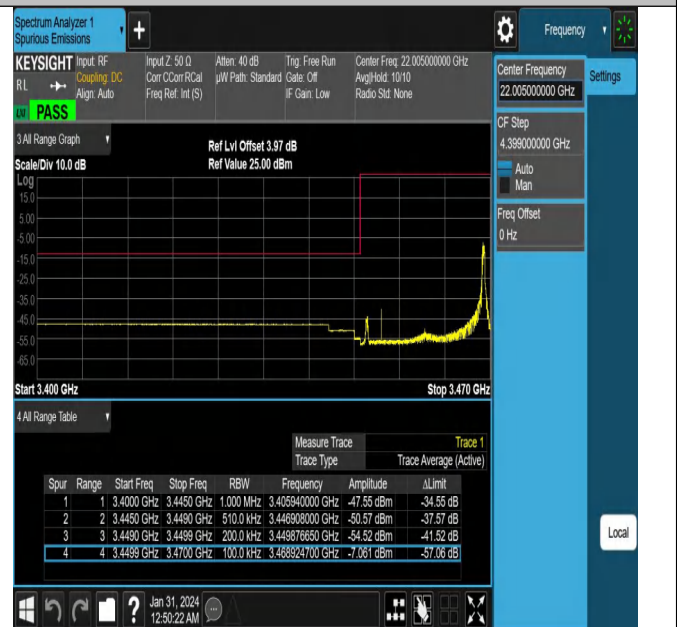 Spectrum Analyzer 1
Spurious Emissions
+
Frequency
KEYSIGHT
RL
LXI
PASS
Input: RF
Coupling: DC
Align: Auto
Input Z: 50 Ω
Corr CCorr RCal
Freq Ref: Int (S)
Atten: 40 dB
µW Path: Standard
Trig: Free Run
Gate: Off
IF Gain: Low
Center Freq: 22.005000000 GHz
Avg|Hold: 10/10
Radio Std: None
Center Frequency
22.005000000 GHz
Settings
CF Step
4.399000000 GHz
Auto
Man
Freq Offset
0 Hz
3 All Range Graph
Scale/Div 10.0 dB
Ref Lvl Offset 3.97 dB
Ref Value 25.00 dBm
Log
15.0
5.00
-5.00
-15.0
-25.0
-35.0
-45.0
-55.0
-65.0
Start 3.400 GHz Stop 3.470 GHz
4 All Range Table
Measure Trace Trace 1
Trace Type Trace Average (Active)
Spur Range Start Freq Stop Freq RBW Frequency Amplitude ΔLimit
1 1 3.4000 GHz 3.4450 GHz 1.000 MHz 3.405940000 GHz -47.55 dBm -34.55 dB
2 2 3.4450 GHz 3.4490 GHz 510.0 kHz 3.446908000 GHz -50.57 dBm -37.57 dB
3 3 3.4490 GHz 3.4499 GHz 200.0 kHz 3.449876650 GHz -54.52 dBm -41.52 dB
4 4 3.4499 GHz 3.4700 GHz 100.0 kHz 3.468924700 GHz -7.061 dBm -57.06 dB
Local
?
Jan 31, 2024
12:50:22 AM